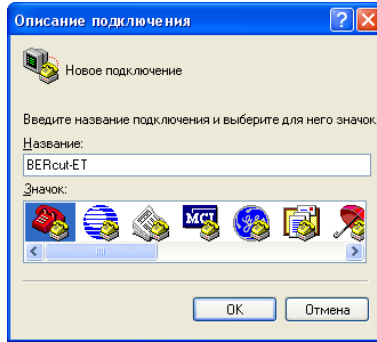 Описание подключения
Новое подключение
Введите название подключения и выберите для него значок
Название:
BERcut-ET
Значок:
MCI
OK
Отмена